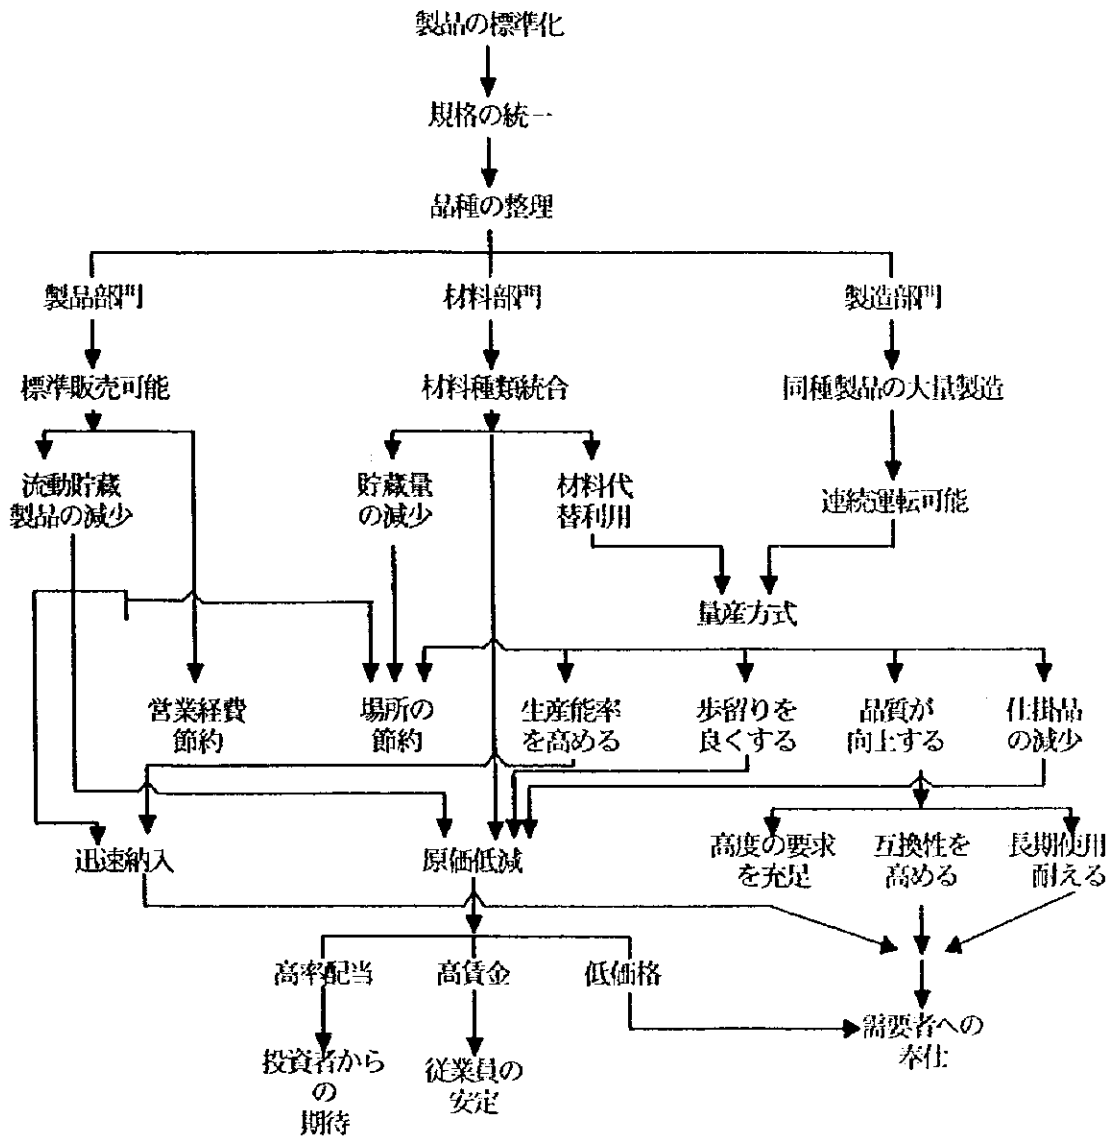 製品の標準化
規格の統一
品種の整理
製品部門
材料部門
製造部門
標準販売可能
材料種類統合
同種製品の大量製造
流動貯蔵
製品の減少
貯蔵量
の減少
材料代
替利用
連続運転可能
量産方式
営業経費
節約
場所の
節約
生産能率
を高める
歩留りを
良くする
品質が
向上する
仕掛品
の減少
迅速納入
原価低減
高度の要求
を充足
互換性を
高める
長期使用
耐える
高率配当
高賃金
低価格
投資者から
の
期待
従業員の
安定
需要者への
奉仕